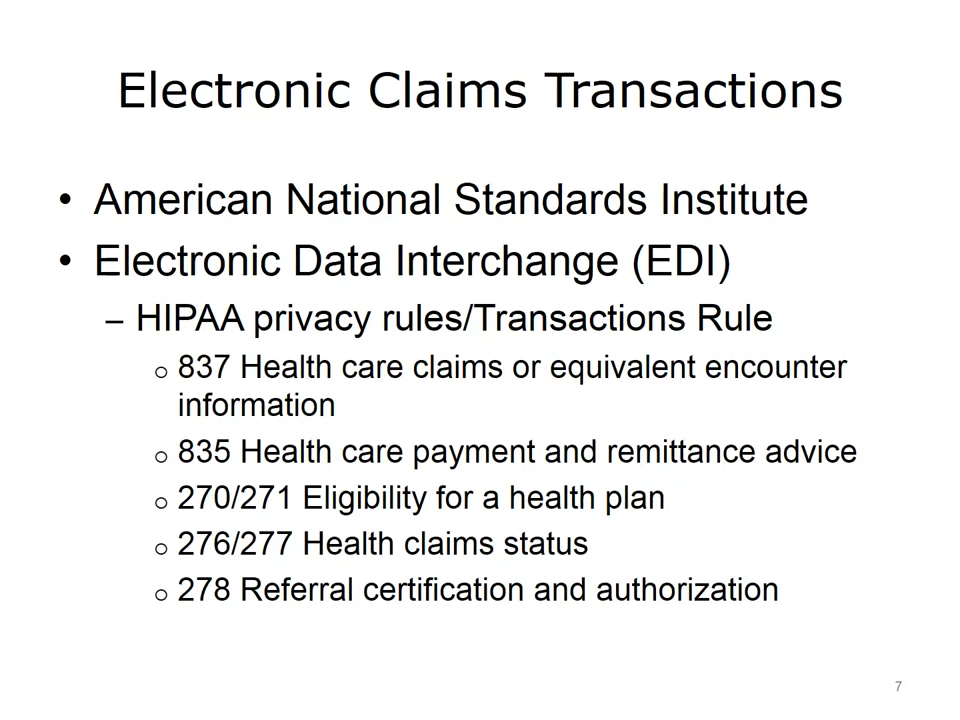 Electronic Claims Transactions
• American National Standards Institute
• Electronic Data Interchange (EDI)
– HIPAA privacy rules/Transactions Rule
o 837 Health care claims or equivalent encounter
information
o 835 Health care payment and remittance advice
o 270/271 Eligibility for a health plan
o 276/277 Health claims status
o 278 Referral certification and authorization
7